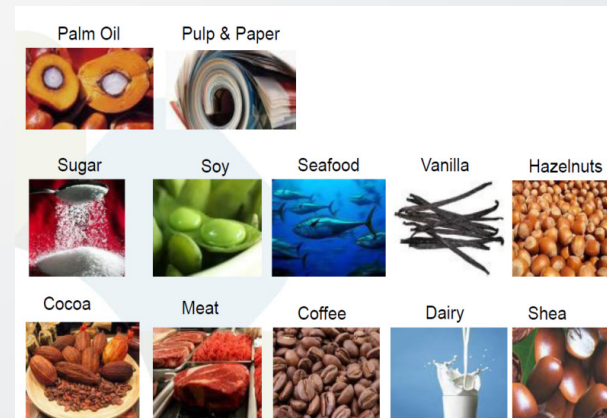 Palm Oil
Pulp & Paper
Sugar
Soy
Seafood
Vanilla
Hazelnuts
Cocoa
Meat
Coffee
Dairy
Shea